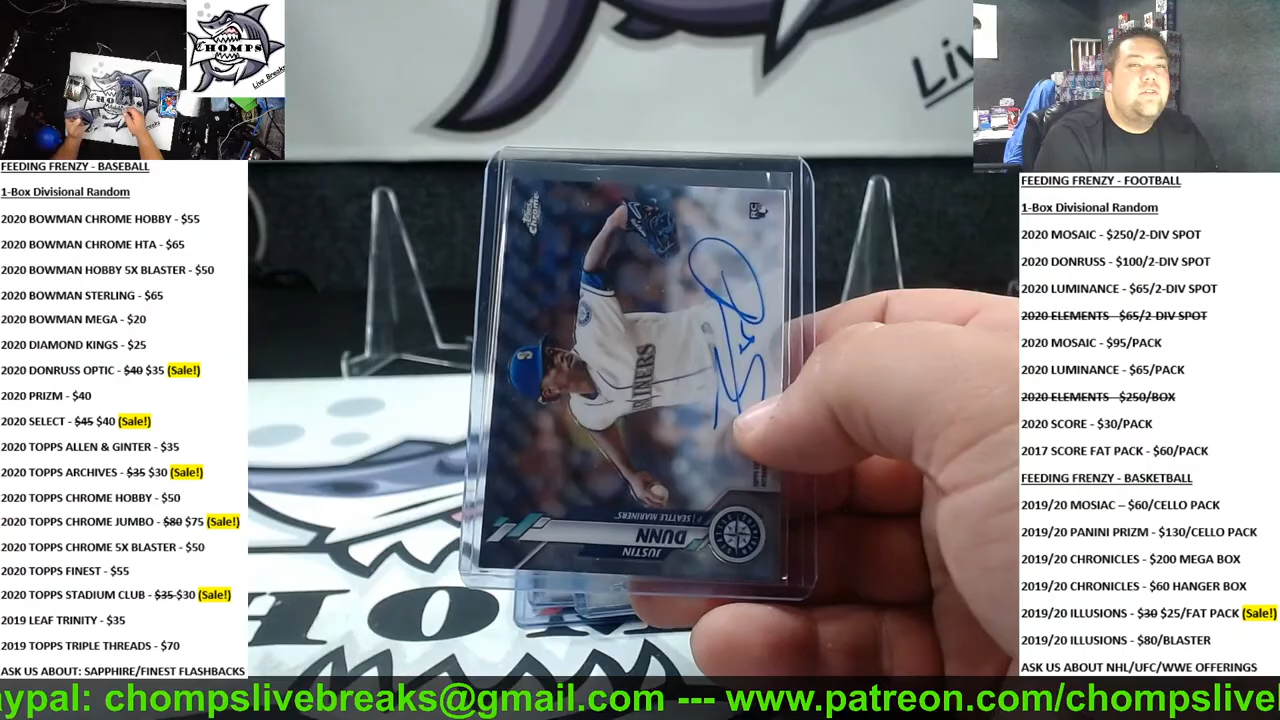 CHOMPS
Live Breaks
Liv
FEEDING FRENZY - BASEBALL
1-Box Divisional Random
2020 BOWMAN CHROME HOBBY - $55
2020 BOWMAN CHROME HTA - $65
2020 BOWMAN HOBBY 5X BLASTER - $50
2020 BOWMAN STERLING - $65
2020 BOWMAN MEGA - $20
2020 DIAMOND KINGS - $25
2020 DONRUSS OPTIC - $40 $35 (Sale!)
2020 PRIZM - $40
2020 SELECT - $45 $40 (Sale!)
2020 TOPPS ALLEN & GINTER - $35
2020 TOPPS ARCHIVES - $35 $30 (Sale!)
2020 TOPPS CHROME HOBBY - $50
2020 TOPPS CHROME JUMBO - $80 $75 (Sale!)
2020 TOPPS CHROME 5X BLASTER - $50
2020 TOPPS FINEST - $55
2020 TOPPS STADIUM CLUB - $35 $30 (Sale!)
2019 LEAF TRINITY - $35
2019 TOPPS TRIPLE THREADS - $70
ASK US ABOUT: SAPPHIRE/FINEST FLASHBACKS
Topps Chrome
RC
S
RINERS
P | SEATTLE MARINERS™
JUSTIN
DUNN
HOM
FEEDING FRENZY - FOOTBALL
1-Box Divisional Random
2020 MOSAIC - $250/2-DIV SPOT
2020 DONRUSS - $100/2-DIV SPOT
2020 LUMINANCE - $65/2-DIV SPOT
2020 ELEMENTS - $65/2 DIV SPOT
2020 MOSAIC - $95/PACK
2020 LUMINANCE - $65/PACK
2020 ELEMENTS - $250/BOX
2020 SCORE - $30/PACK
2017 SCORE FAT PACK - $60/PACK
FEEDING FRENZY - BASKETBALL
2019/20 MOSIAC – $60/CELLO PACK
2019/20 PANINI PRIZM - $130/CELLO PACK
2019/20 CHRONICLES - $200 MEGA BOX
2019/20 CHRONICLES - $60 HANGER BOX
2019/20 ILLUSIONS - $30 $25/FAT PACK (Sale!)
2019/20 ILLUSIONS - $80/BLASTER
ASK US ABOUT NHL/UFC/WWE OFFERINGS
aypal: chompslivebreaks@gmail.com --- www.patreon.com/chompslivel